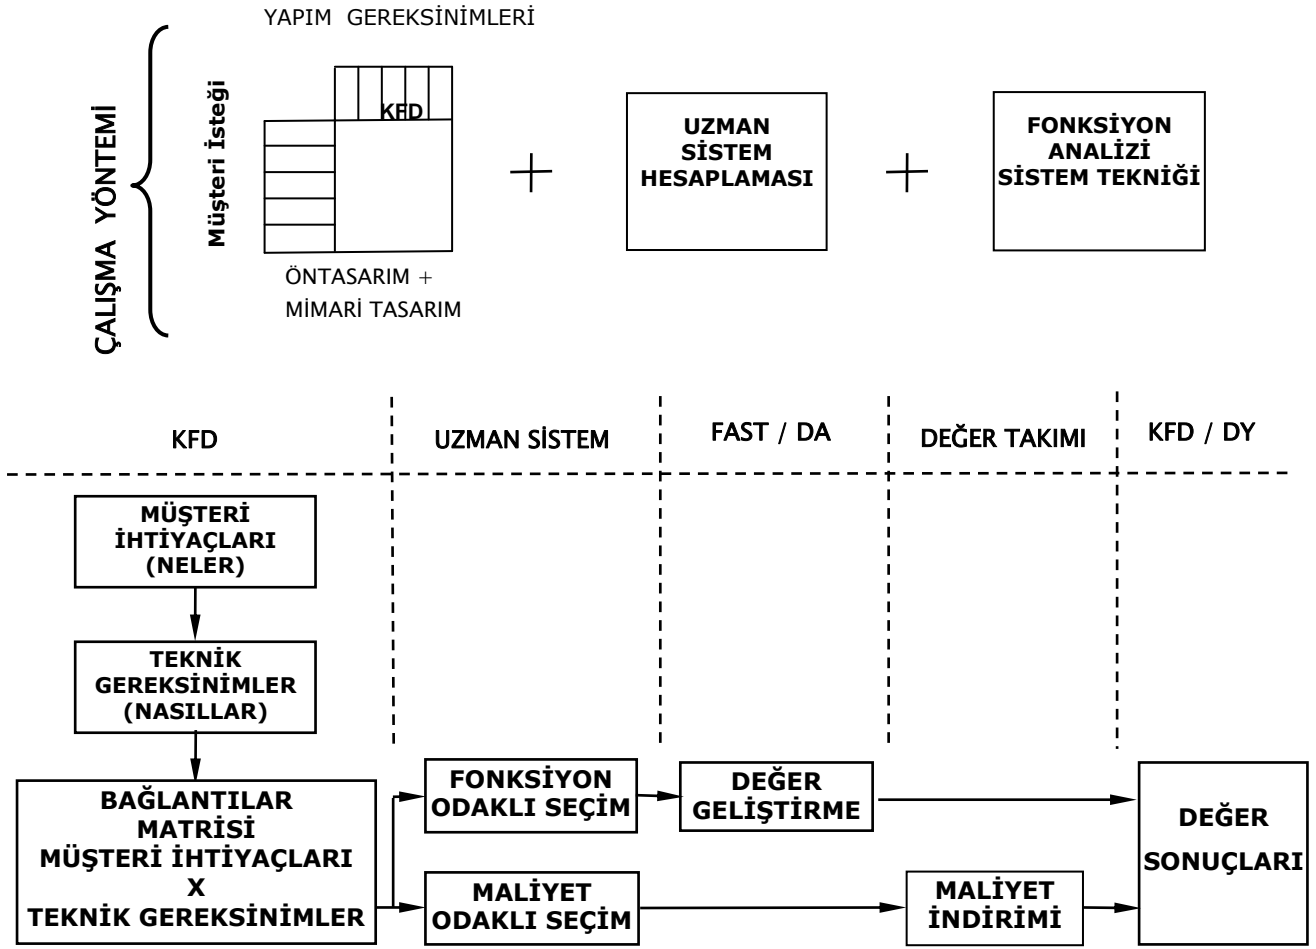 YAPIM GEREKSİNİMLERİ
ÇALIŞMA YÖNTEMİ
Müşteri İsteği
KFD
ÖNTASARIM +
MİMARİ TASARIM
+
UZMAN
SİSTEM
HESAPLAMASI
+
FONKSİYON
ANALİZİ
SİSTEM TEKNİĞİ
KFD
UZMAN SİSTEM
FAST / DA
DEĞER TAKIMI
KFD / DY
MÜŞTERİ
İHTİYAÇLARI
(NELER)
TEKNİK
GEREKSİNİMLER
(NASILLAR)
BAĞLANTILAR
MATRİSİ
MÜŞTERİ İHTİYAÇLARI
X
TEKNİK GEREKSİNİMLER
FONKSİYON
ODAKLI SEÇİM
DEĞER
GELİŞTİRME
MALİYET
ODAKLI SEÇİM
MALİYET
İNDİRİMİ
DEĞER
SONUÇLARI